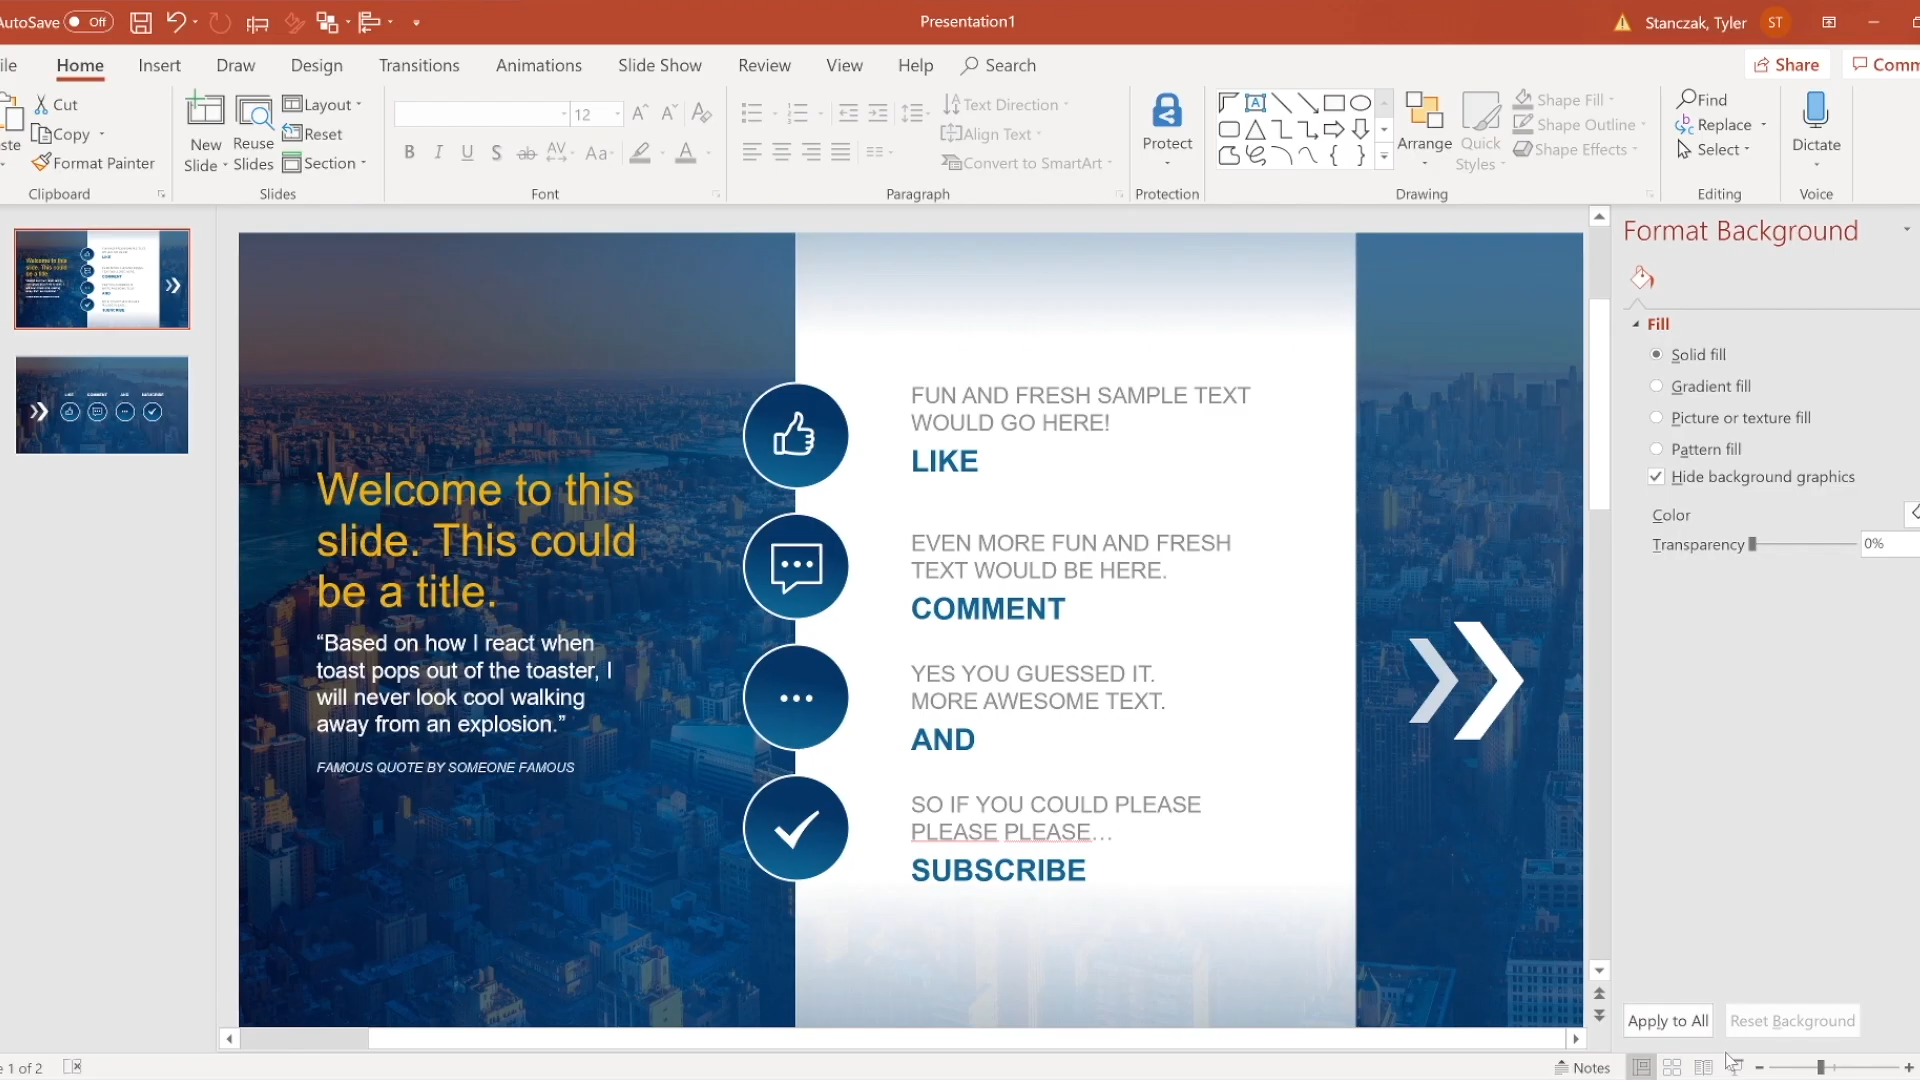 AutoSave Off
Presentation1
Stanczak, Tyler ST
ile Home Insert Draw Design Transitions Animations Slide Show Review View Help Search Share Comm
ste
Cut
Copy
Format Painter
Clipboard
New
Slide
Reuse
Slides
Layout
Reset
Section
Slides
12
B I U S ab AV Aa A
Font
Text Direction
Align Text
Convert to SmartArt
Paragraph
Protect
Protection
Arrange
Quick
Styles
Shape Fill
Shape Outline
Shape Effects
Drawing
Find
Replace
Select
Editing
Dictate
Voice
Welcome to this
slide. This could
be a title.
“Based on how I react when
toast pops out of the toaster, I
will never look cool walking
away from an explosion.”
FAMOUS QUOTE BY SOMEONE FAMOUS
FUN AND FRESH SAMPLE TEXT
WOULD GO HERE!
LIKE
EVEN MORE FUN AND FRESH
TEXT WOULD BE HERE.
COMMENT
YES YOU GUESSED IT.
MORE AWESOME TEXT.
AND
SO IF YOU COULD PLEASE
PLEASE PLEASE…
SUBSCRIBE
Format Background
Fill
Solid fill
Gradient fill
Picture or texture fill
Pattern fill
Hide background graphics
Color
Transparency 0%
Apply to All Reset Background
e 1 of 2
Notes